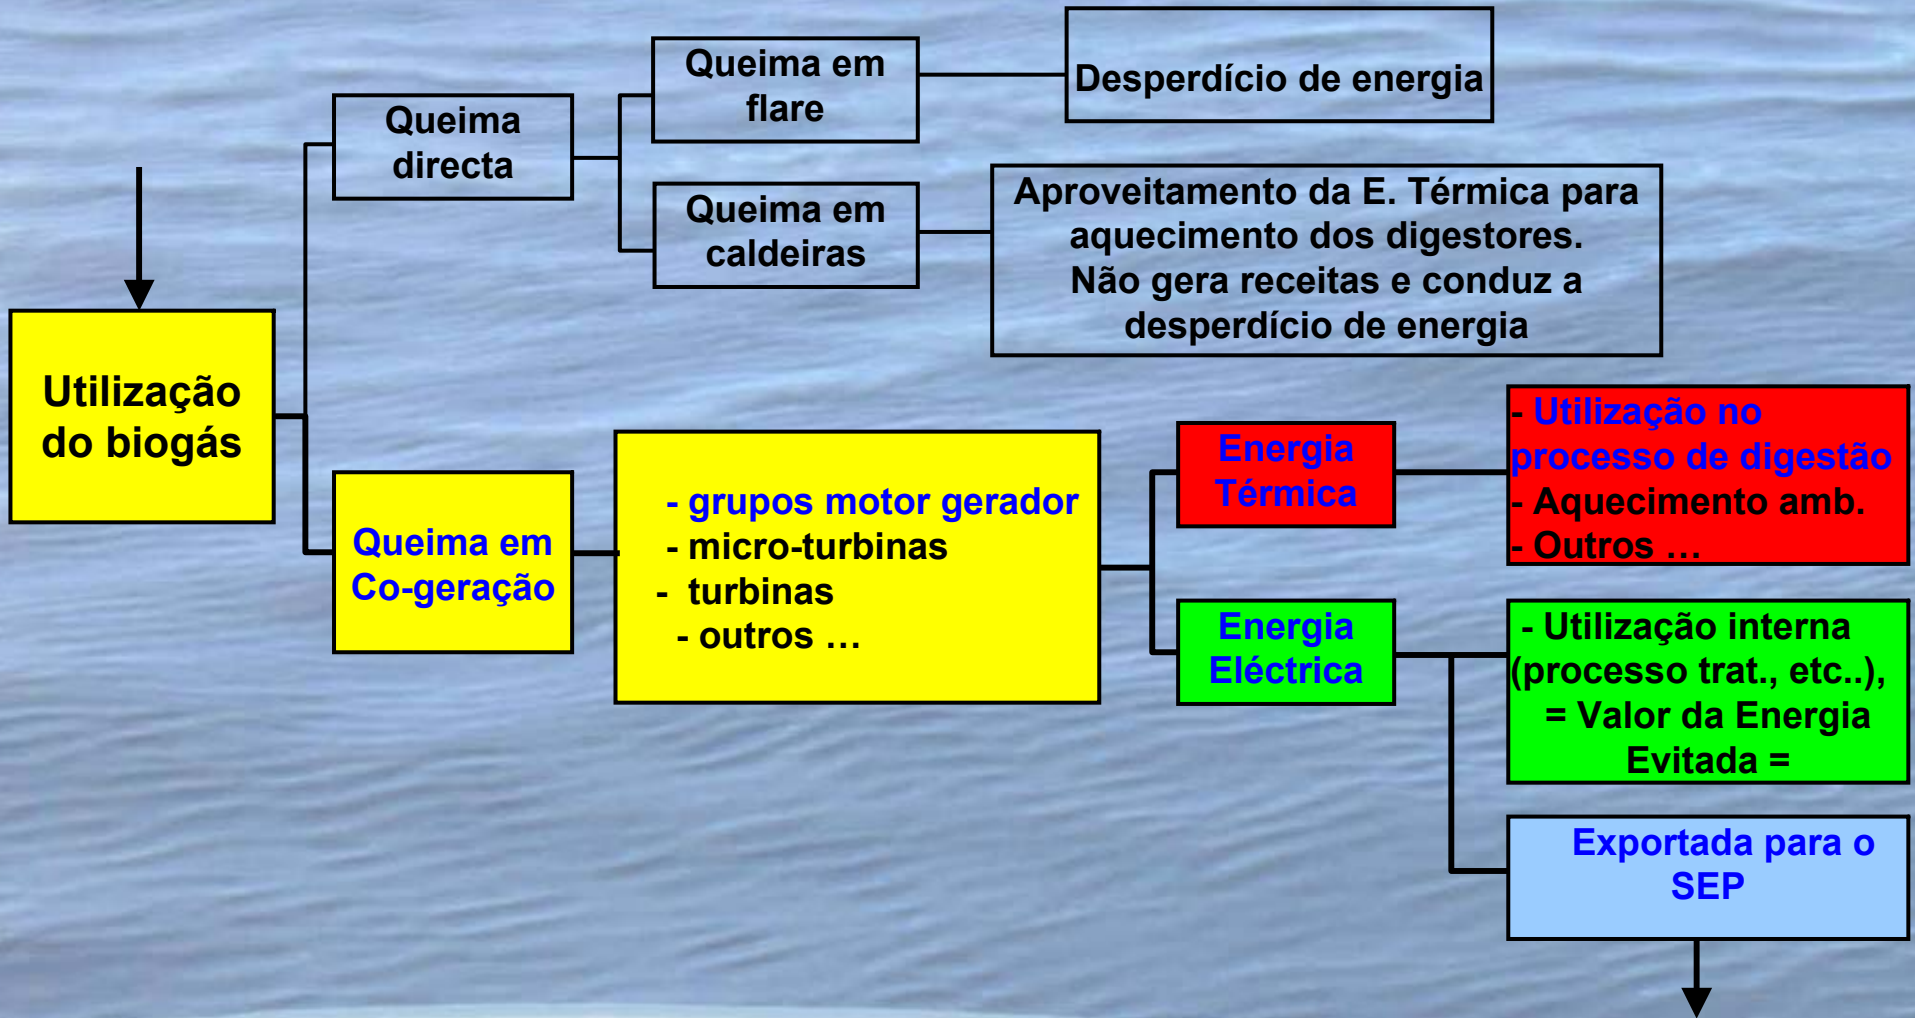 Queima em
flare
Desperdício de energia
Queima
directa
Queima em
caldeiras
Aproveitamento da E. Térmica para
aquecimento dos digestores.
Não gera receitas e conduz a
desperdício de energia
Utilização
do biogás
Queima em
Co-geração
- grupos motor gerador
- micro-turbinas
- turbinas
- outros …
Energia
Térmica
- Utilização no
processo de digestão
- Aquecimento amb.
- Outros …
Energia
Eléctrica
- Utilização interna
(processo trat., etc..),
= Valor da Energia
Evitada =
Exportada para o
SEP